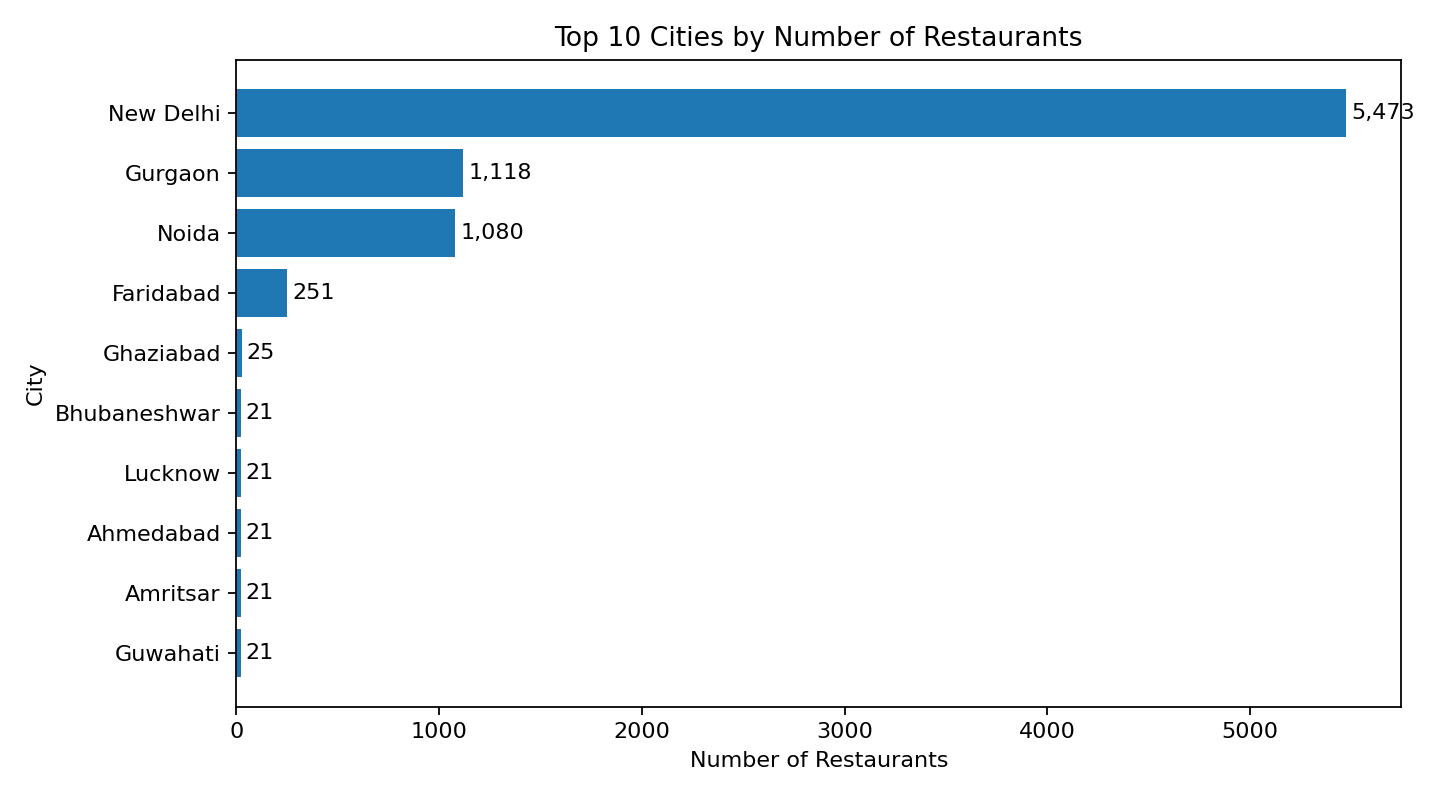 Top 10 Cities by Number of Restaurants
New Delhi 5,473
Gurgaon 1,118
Noida 1,080
Faridabad 251
Ghaziabad 25
Bhubaneshwar 21
Lucknow 21
Ahmedabad 21
Amritsar 21
Guwahati 21
City
0 1000 2000 3000 4000 5000
Number of Restaurants